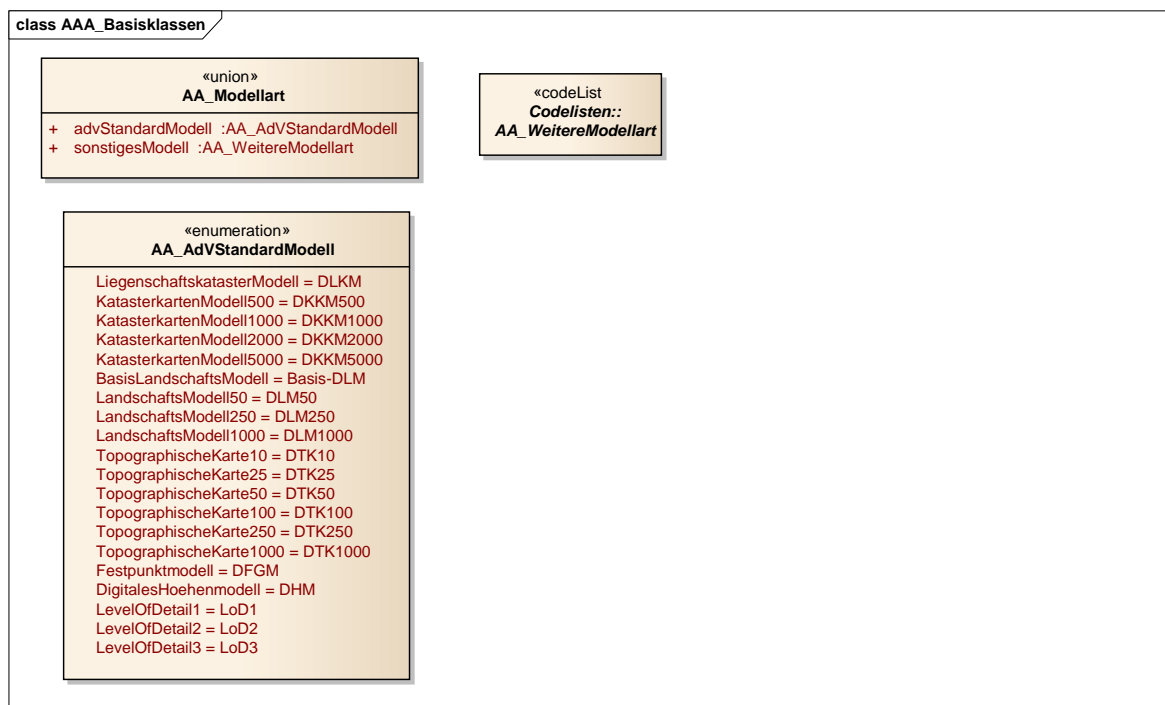 class AAA_Basisklassen
«union»
AA_Modellart
+ advStandardModell :AA_AdVStandardModell
+ sonstigesModell :AA_WeitereModellart
«codeList
Codelisten::
AA_WeitereModellart
«enumeration»
AA_AdVStandardModell
LiegenschaftskatasterModell = DLKM
KatasterkartenModell500 = DKKM500
KatasterkartenModell1000 = DKKM1000
KatasterkartenModell2000 = DKKM2000
KatasterkartenModell5000 = DKKM5000
BasisLandschaftsModell = Basis-DLM
LandschaftsModell50 = DLM50
LandschaftsModell250 = DLM250
LandschaftsModell1000 = DLM1000
TopographischeKarte10 = DTK10
TopographischeKarte25 = DTK25
TopographischeKarte50 = DTK50
TopographischeKarte100 = DTK100
TopographischeKarte250 = DTK250
TopographischeKarte1000 = DTK1000
Festpunktmodell = DFGM
DigitalesHoehenmodell = DHM
LevelOfDetail1 = LoD1
LevelOfDetail2 = LoD2
LevelOfDetail3 = LoD3